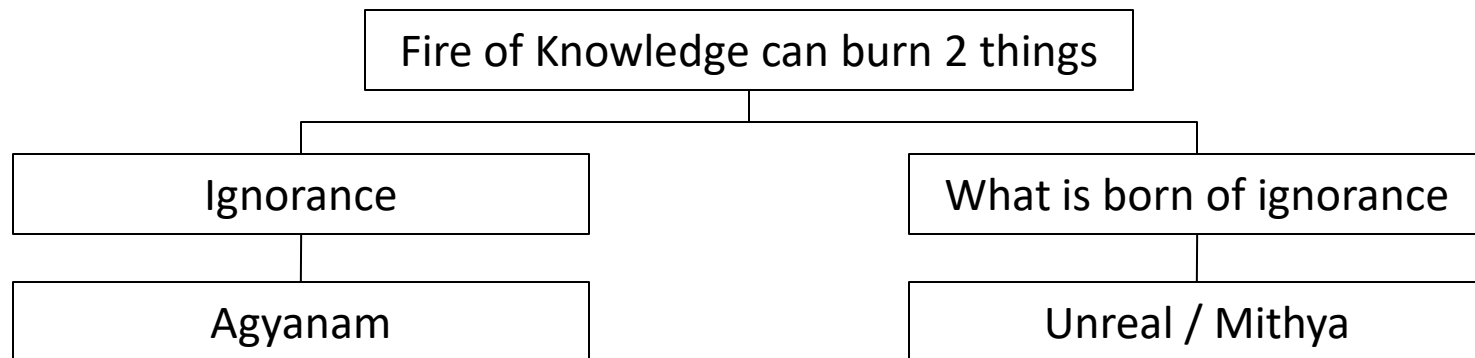 Fire of Knowledge can burn 2 things
Ignorance
What is born of ignorance
Agyanam
Unreal / Mithya